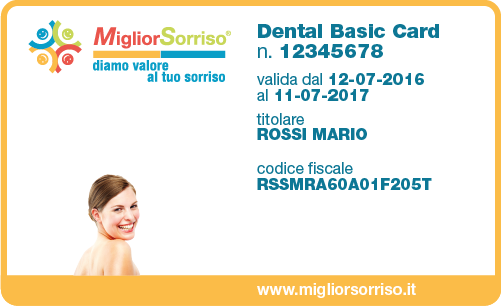 MigliorSorriso®
diamo valore
al tuo sorriso
Dental Basic Card
n. 12345678
valida dal 12-07-2016
al 11-07-2017
titolare
ROSSI MARIO
codice fiscale
RSSMRA60A01F205T
www.migliorsorriso.it